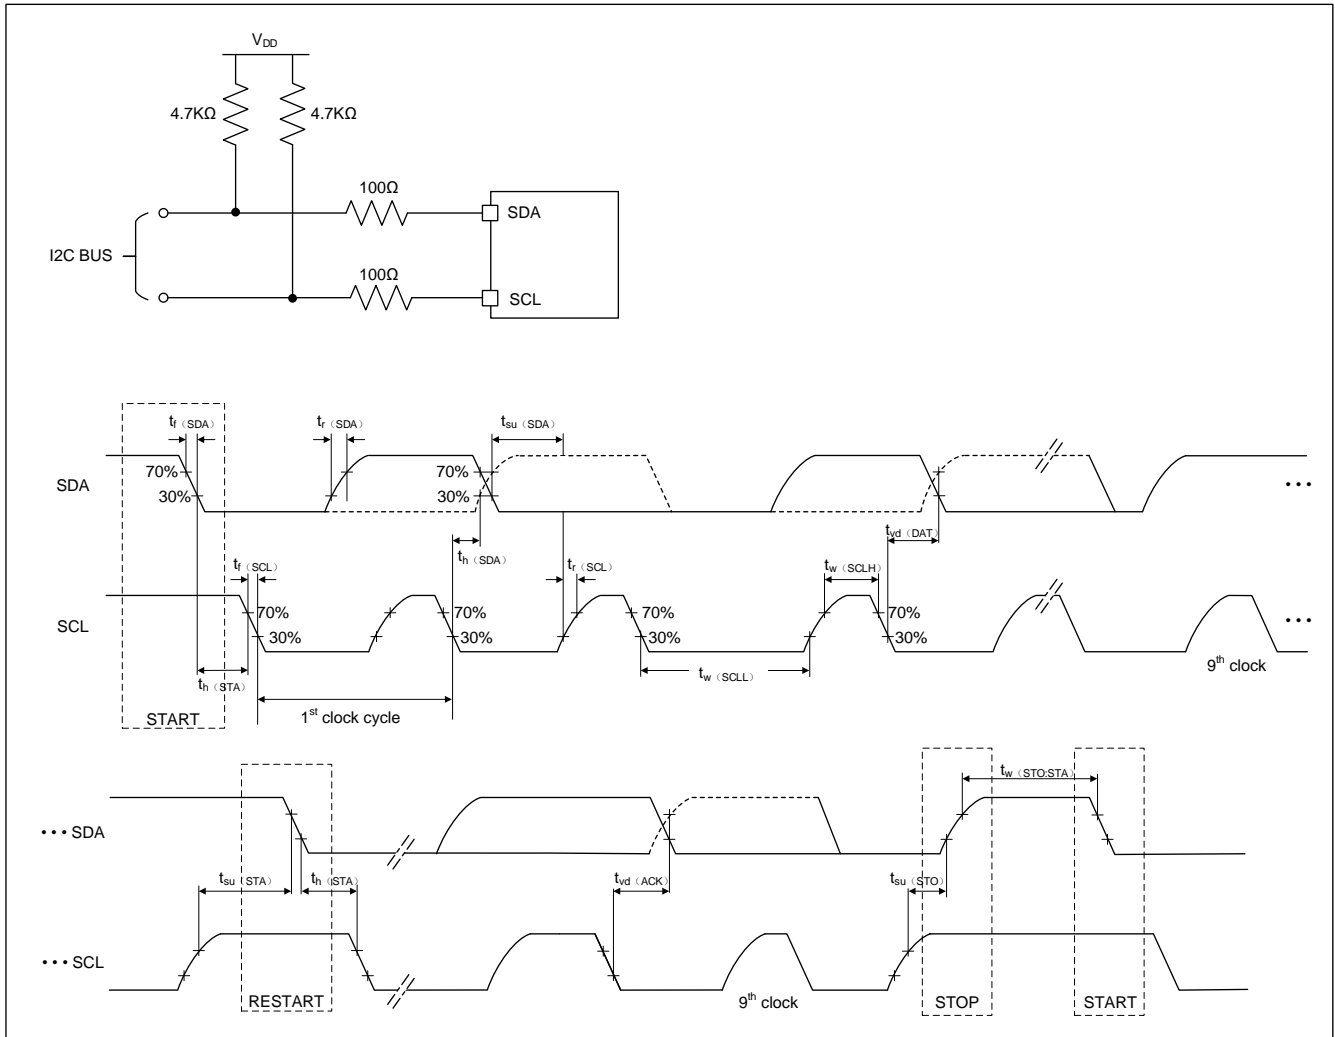 VDD
4.7KΩ 4.7KΩ
100Ω
SDA
I2C BUS
100Ω
SCL
tf（SDA） tr（SDA） tsu（SDA）
70% 70%
SDA
30% 30%
...
tvd（DAT）
th（SDA）
tf（SCL） tr（SCL） tw（SCLH）
70% 70% 70% 70%
SCL
30% 30% 30% 30%
...
9th clock
th（STA） tw（SCLL）
START 1st clock cycle
tw（STO:STA）
... SDA
tsu（STA） th（STA） tvd（ACK） tsu（STO）
... SCL
RESTART 9th clock STOP START